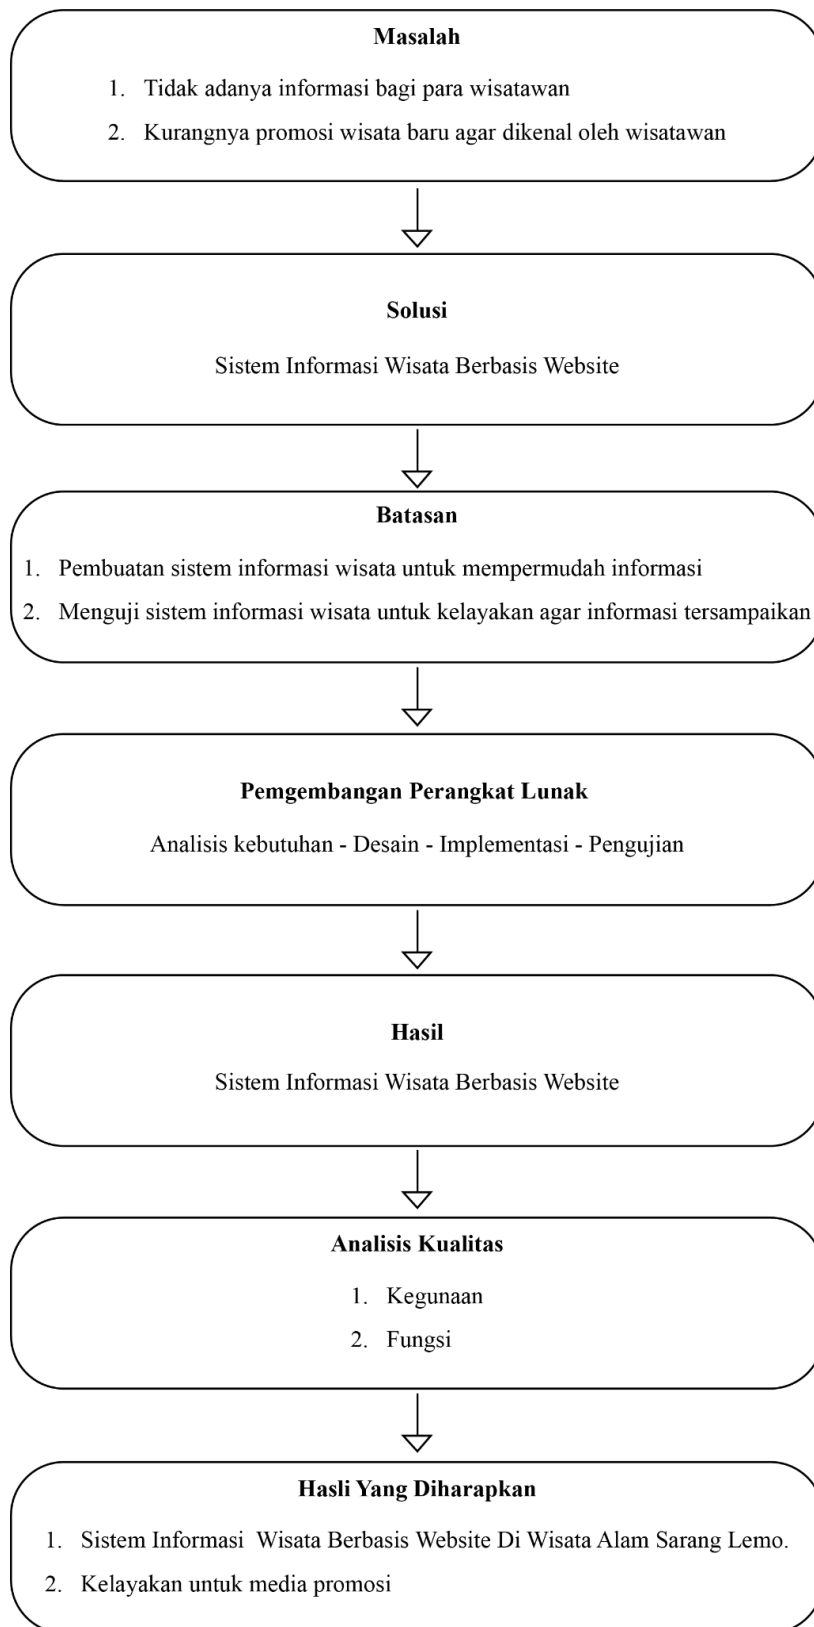 Masalah
1. Tidak adanya informasi bagi para wisatawan
2. Kurangnya promosi wisata baru agar dikenal oleh wisatawan
Solusi
Sistem Informasi Wisata Berbasis Website
Batasan
1. Pembuatan sistem informasi wisata untuk mempermudah informasi
2. Menguji sistem informasi wisata untuk kelayakan agar informasi tersampaikan
Pemgembangan Perangkat Lunak
Analisis kebutuhan - Desain - Implementasi - Pengujian
Hasil
Sistem Informasi Wisata Berbasis Website
Analisis Kualitas
1. Kegunaan
2. Fungsi
Hasli Yang Diharapkan
1. Sistem Informasi Wisata Berbasis Website Di Wisata Alam Sarang Lemo.
2. Kelayakan untuk media promosi